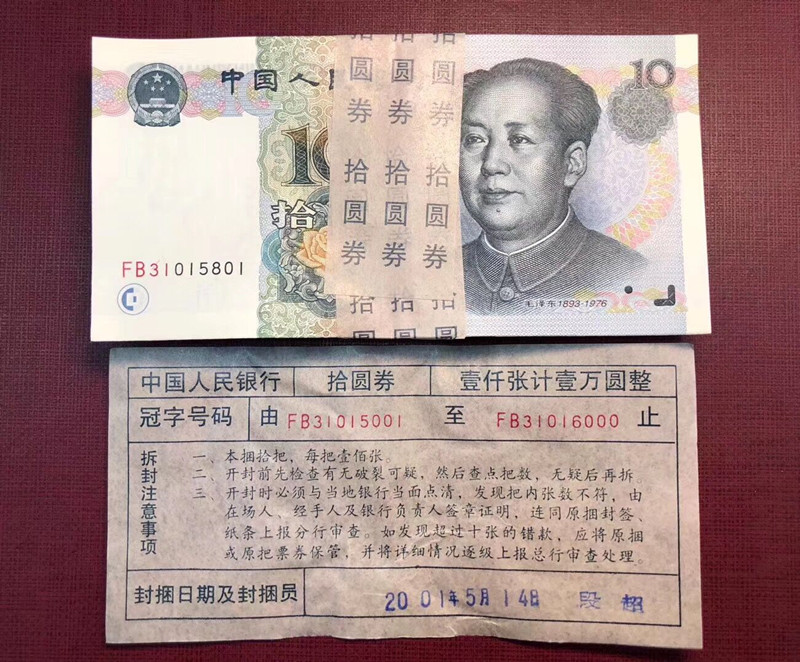 中国人民
10
拾
FB31015801
毛泽东1893-1976
10
拾 拾 拾
圆 圆 圆
券 券 券
拾 拾 拾
圆 圆 圆
券 券 券
拾 拾 拾
圆 圆 圆
中国人民银行 拾圆券 壹仟张计壹万圆整
冠字号码 由 FB31015001 至 FB31016000 止
拆封注意事项
一、本捆拾把，每把壹佰张。
二、开封前先检查有无破裂可疑，然后查点把数，无疑后再拆。
三、开封时必须与当地银行当面点清，发现把内张数不符，由
在场人、经手人及银行负责人签章证明，连同原捆封签、
纸条上报分行审查。如发现超过十张的错款，应将原捆
或原把票券保管，并将详细情况逐级上报总行审查处理。
封捆日期及封捆员 2001年5月14日 段超